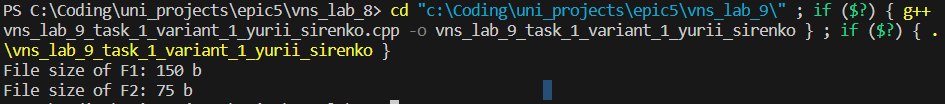 PS C:\Coding\uni_projects\epic5\vns_lab_8> cd "c:\Coding\uni_projects\epic5\vns_lab_9\" ; if ($?) { g++
vns_lab_9_task_1_variant_1_yurii_sirenko.cpp -o vns_lab_9_task_1_variant_1_yurii_sirenko } ; if ($?) { .
\vns_lab_9_task_1_variant_1_yurii_sirenko }
File size of F1: 150 b
File size of F2: 75 b